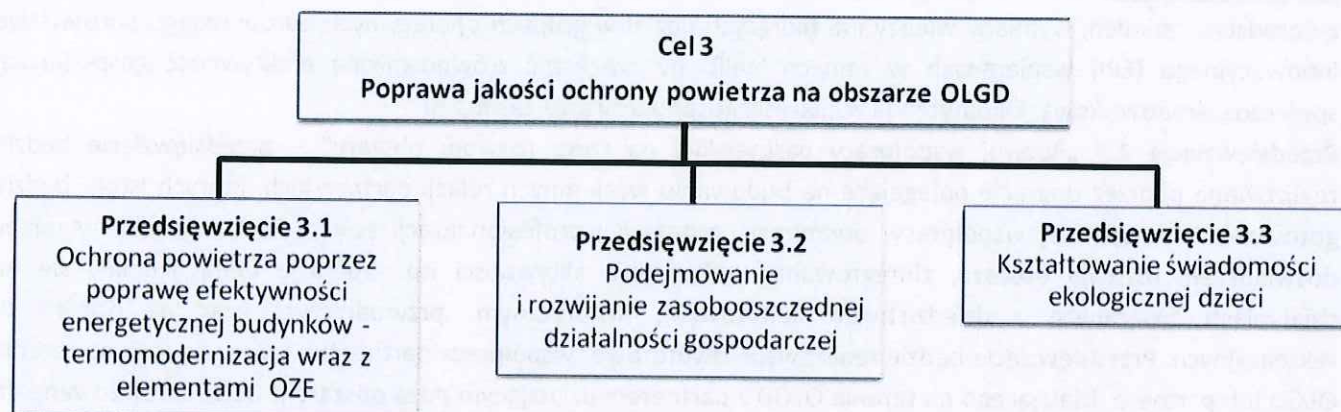 Cel 3
Poprawa jakości ochrony powietrza na obszarze OLGD
Przedsięwzięcie 3.1
Ochrona powietrza poprzez
poprawę efektywności
energetycznej budynków -
termomodernizacja wraz z
elementami OZE
Przedsięwzięcie 3.2
Podejmowanie
i rozwijanie zasobooszczędnej
działalności gospodarczej
Przedsięwzięcie 3.3
Kształtowanie świadomości
ekologicznej dzieci